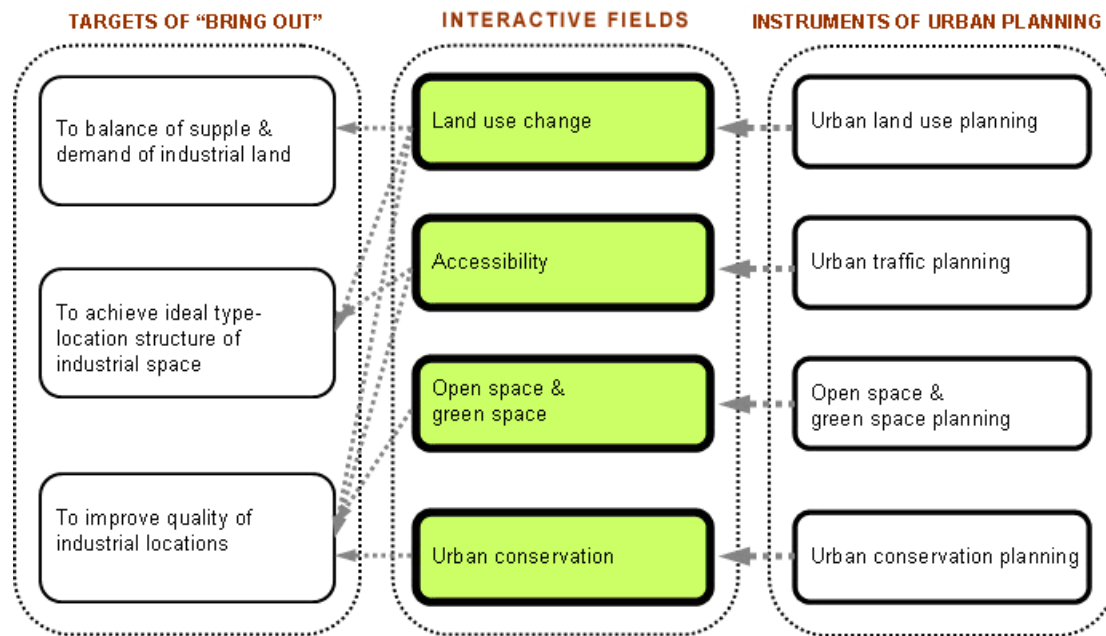 TARGETS OF “BRING OUT”
INTERACTIVE FIELDS
INSTRUMENTS OF URBAN PLANNING
To balance of supple &
demand of industrial land
To achieve ideal type-
location structure of
industrial space
To improve quality of
industrial locations
Land use change
Accessibility
Open space &
green space
Urban conservation
Urban land use planning
Urban traffic planning
Open space &
green space planning
Urban conservation planning